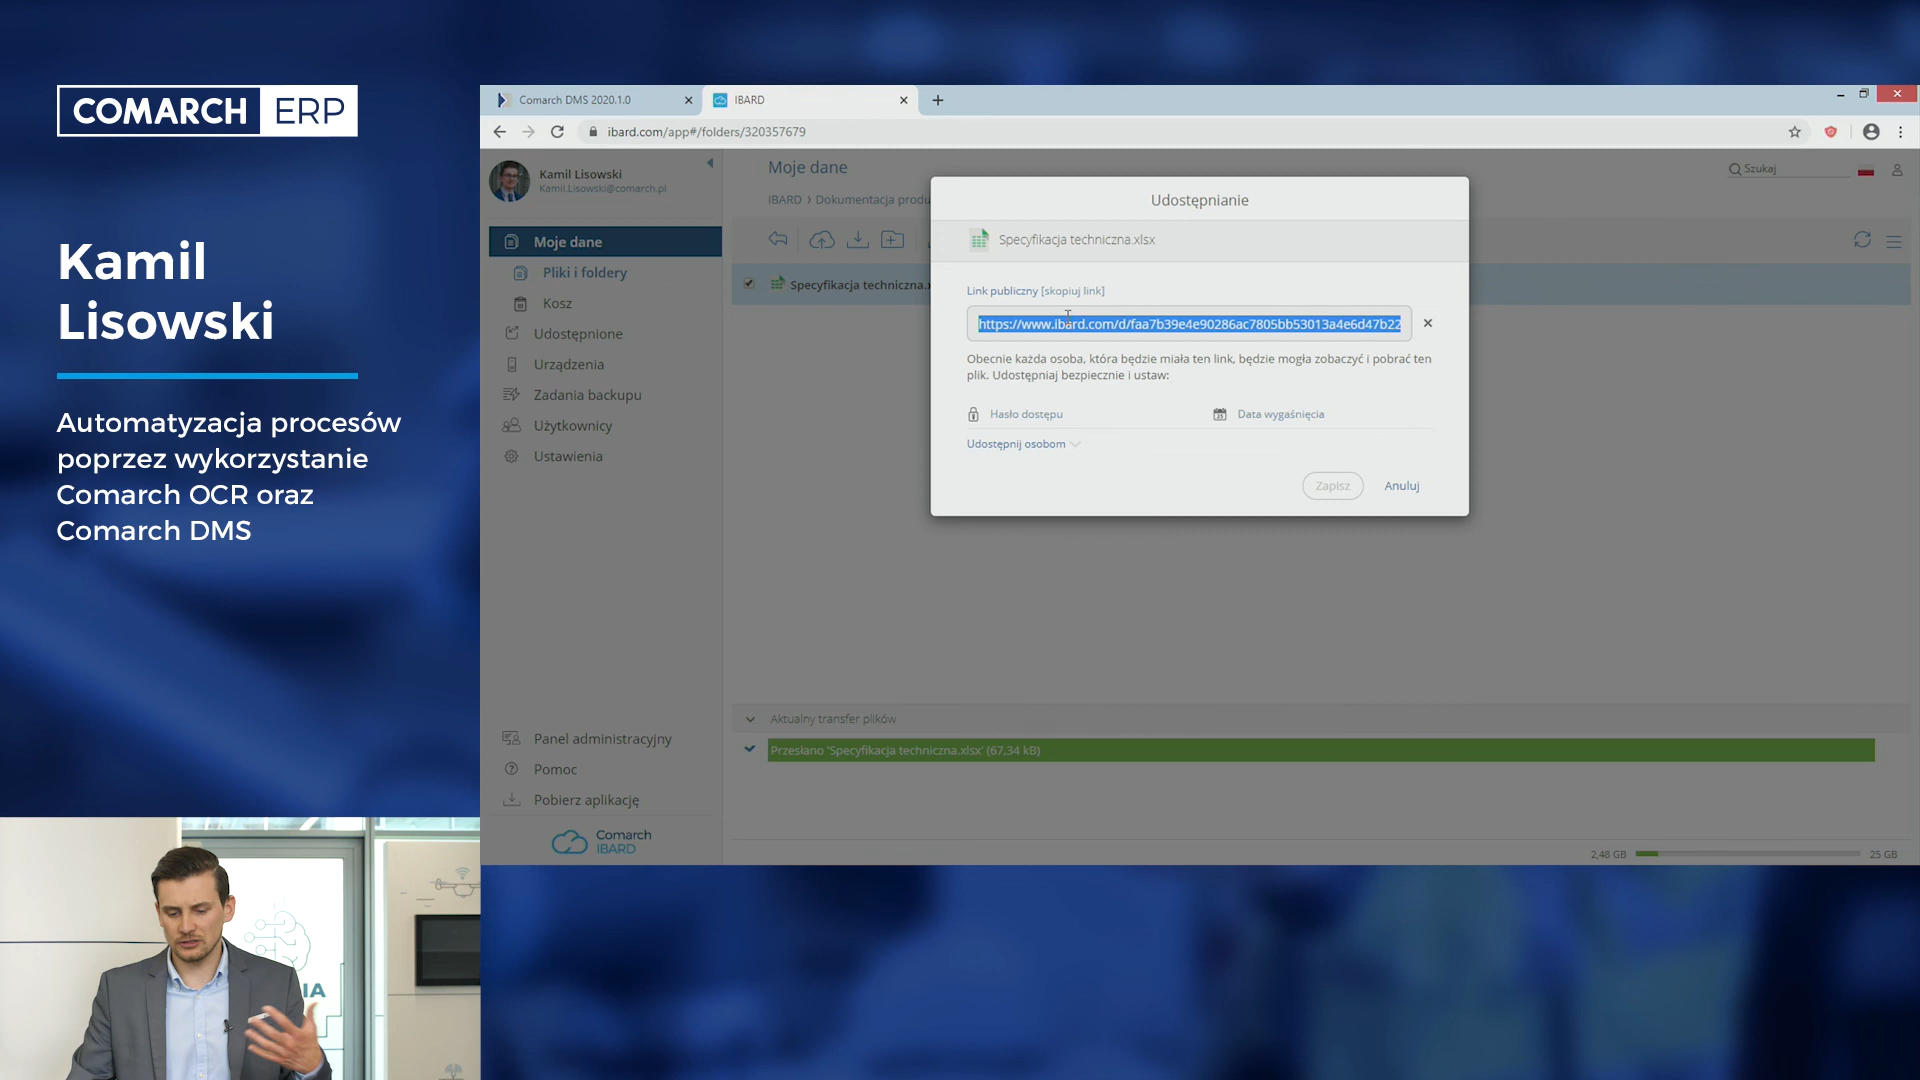 COMARCH ERP
Kamil
Lisowski
Automatyzacja procesów
poprzez wykorzystanie
Comarch OCR oraz
Comarch DMS
Comarch DMS 2020.1.0
IBARD
ibard.com/app#/folders/320357679
Kamil Lisowski
Kamil.Lisowski@comarch.pl
Moje dane
Pliki i foldery
Kosz
Udostępnione
Urządzenia
Zadania backupu
Użytkownicy
Ustawienia
Panel administracyjny
Pomoc
Pobierz aplikację
Comarch
IBARD
Moje dane
Szukaj
IBARD › Dokumentacja produ
Specyfikacja techniczna.
Udostępnianie
Specyfikacja techniczna.xlsx
Link publiczny [skopiuj link]
https://www.ibard.com/d/faa7b39e4e90286ac7805bb53013a4e6d47b22
Obecnie każda osoba, która będzie miała ten link, będzie mogła zobaczyć i pobrać ten
plik. Udostępniaj bezpiecznie i ustaw:
Hasło dostępu
Data wygaśnięcia
Udostępnij osobom
Zapisz
Anuluj
Aktualny transfer plików
Przesłano 'Specyfikacja techniczna.xlsx' (67,34 kB)
2,48 GB
25 GB
IA